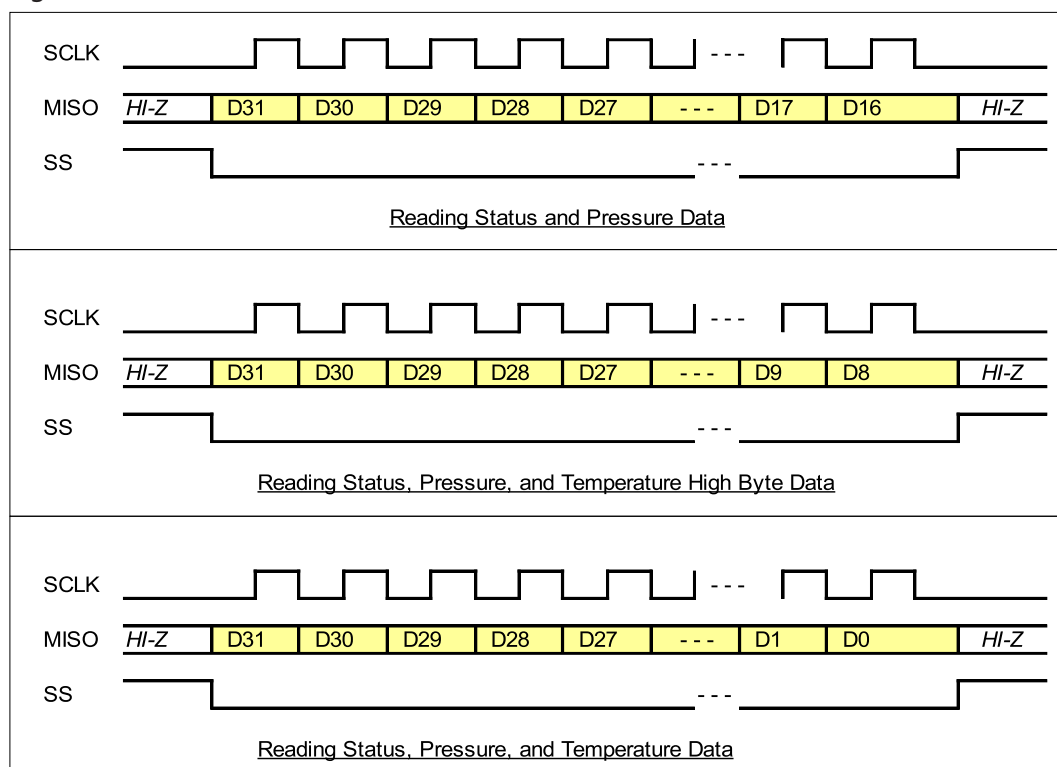 SCLK - - -
MISO HI-Z D31 D30 D29 D28 D27 - - - D17 D16 HI-Z
SS - - -
Reading Status and Pressure Data
SCLK - - -
MISO HI-Z D31 D30 D29 D28 D27 - - - D9 D8 HI-Z
SS - - -
Reading Status, Pressure, and Temperature High Byte Data
SCLK - - -
MISO HI-Z D31 D30 D29 D28 D27 - - - D1 D0 HI-Z
SS - - -
Reading Status, Pressure, and Temperature Data